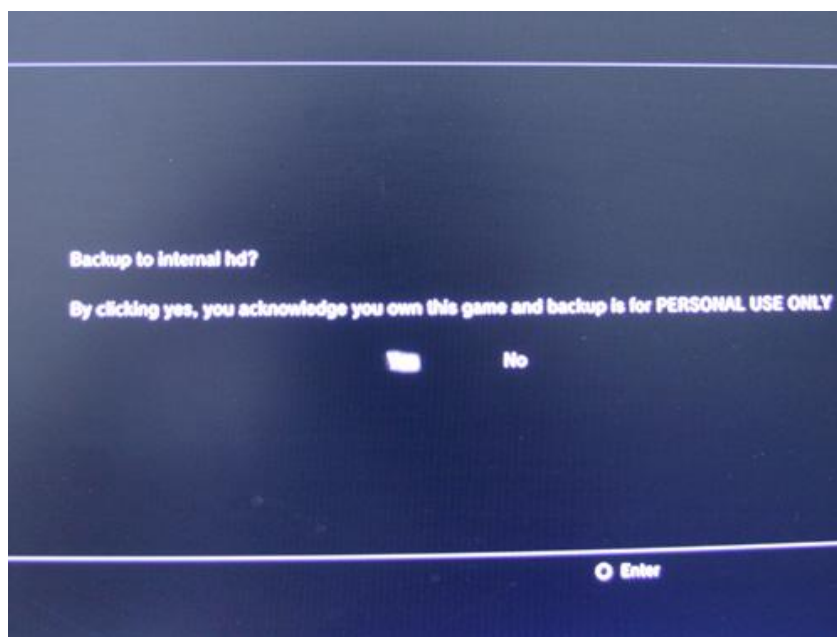 Backup to internal hd?
By clicking yes, you acknowledge you own this game and backup is for PERSONAL USE ONLY
No
Enter